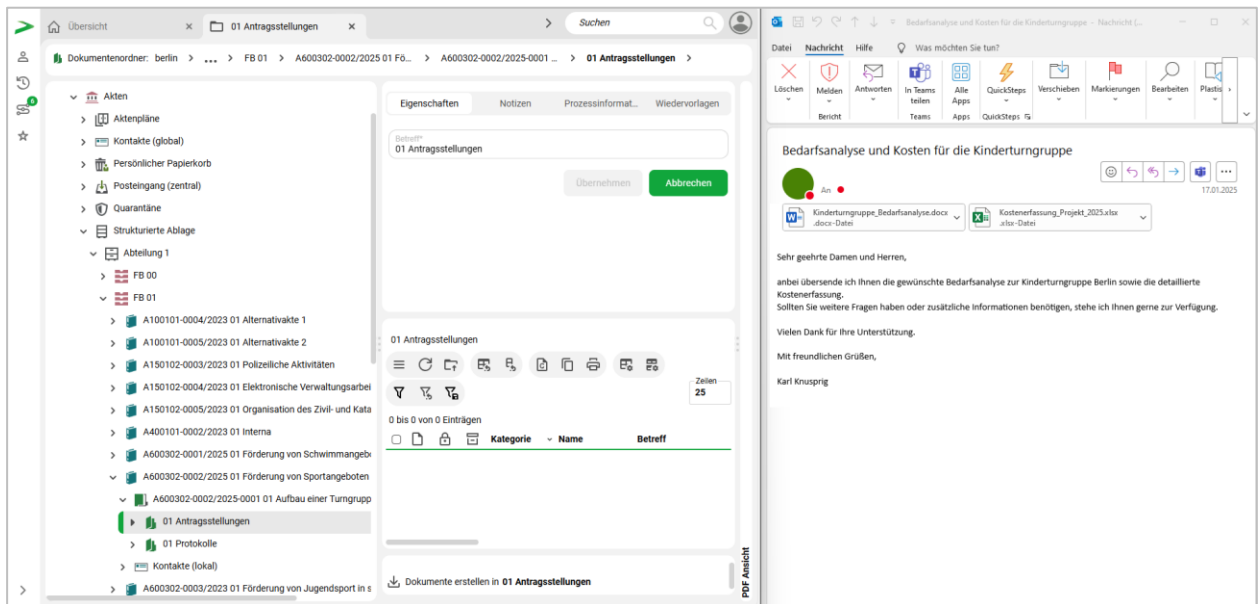 Übersicht
01 Antragsstellungen
Suchen
Dokumentenordner: berlin > ... > FB 01 > A600302-0002/2025 01 Fö... > A600302-0002/2025-0001 ... > 01 Antragsstellungen >
6
Akten
Aktenpläne
Kontakte (global)
Persönlicher Papierkorb
Posteingang (zentral)
Quarantäne
Strukturierte Ablage
Abteilung 1
FB 00
FB 01
A100101-0004/2023 01 Alternativakte 1
A100101-0005/2023 01 Alternativakte 2
A150102-0003/2023 01 Polizeiliche Aktivitäten
A150102-0004/2023 01 Elektronische Verwaltungsarbei
A150102-0005/2023 01 Organisation des Zivil- und Kata
A400101-0002/2023 01 Interna
A600302-0001/2025 01 Förderung von Schwimmangeb
A600302-0002/2025 01 Förderung von Sportangeboten
A600302-0002/2025-0001 01 Aufbau einer Turngrupp
01 Antragsstellungen
01 Protokolle
Kontakte (lokal)
A600302-0003/2023 01 Förderung von Jugendsport in s
Eigenschaften Notizen Prozessinformat... Wiedervorlagen
Betreff*
01 Antragsstellungen
Übernehmen Abbrechen
01 Antragsstellungen
Zeilen
25
0 bis 0 von 0 Einträgen
Kategorie Name Betreff
Dokumente erstellen in 01 Antragsstellungen
PDF Ansicht
Bedarfsanalyse und Kosten für die Kinderturngruppe - Nachricht (...
Datei Nachricht Hilfe Was möchten Sie tun?
Löschen Melden Antworten In Teams teilen Alle Apps QuickSteps Verschieben Markierungen Bearbeiten Plastis
Bericht Teams Apps QuickSteps
Bedarfsanalyse und Kosten für die Kinderturngruppe
An
17.01.2025
Kinderturngruppe_Bedarfsanalyse.docx
.docx-Datei
Kostenerfassung_Projekt_2025.xlsx
.xlsx-Datei
Sehr geehrte Damen und Herren,
anbei übersende ich Ihnen die gewünschte Bedarfsanalyse zur Kinderturngruppe Berlin sowie die detaillierte
Kostenerfassung.
Sollten Sie weitere Fragen haben oder zusätzliche Informationen benötigen, stehe ich Ihnen gerne zur Verfügung.
Vielen Dank für Ihre Unterstützung.
Mit freundlichen Grüßen,
Karl Knusprig